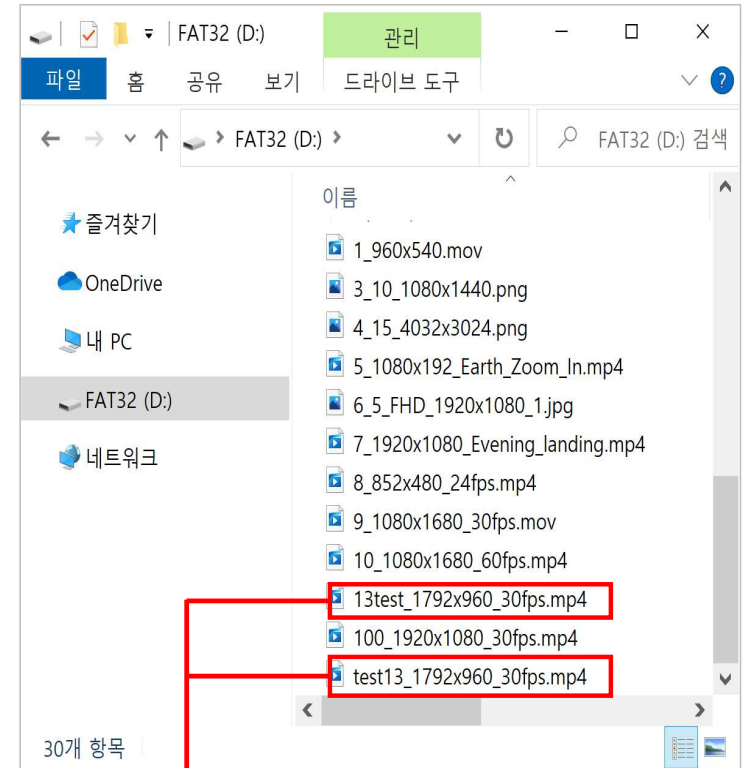 FAT32 (D:)
관리
파일
홈
공유
보기
드라이브 도구
FAT32 (D:)
FAT32 (D:) 검색
즐겨찾기
OneDrive
내 PC
FAT32 (D:)
네트워크
이름
1_960x540.mov
3_10_1080x1440.png
4_15_4032x3024.png
5_1080x192_Earth_Zoom_In.mp4
6_5_FHD_1920x1080_1.jpg
7_1920x1080_Evening_landing.mp4
8_852x480_24fps.mp4
9_1080x1680_30fps.mov
10_1080x1680_60fps.mp4
13test_1792x960_30fps.mp4
100_1920x1080_30fps.mp4
test13_1792x960_30fps.mp4
30개 항목